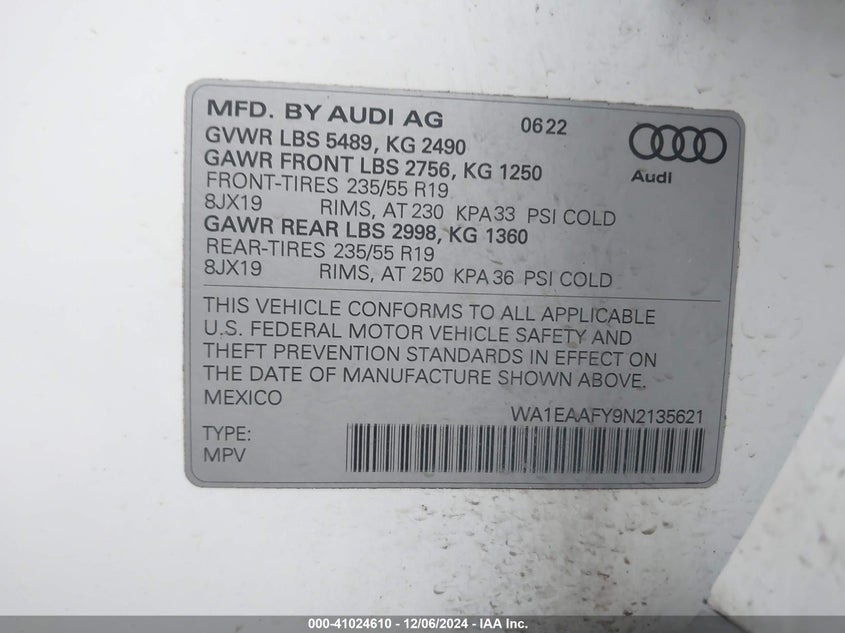 MFD. BY AUDI AG 0622
GVWR LBS 5489, KG 2490
GAWR FRONT LBS 2756, KG 1250
FRONT-TIRES 235/55 R19
8JX19 RIMS, AT 230 KPA33 PSI COLD
GAWR REAR LBS 2998, KG 1360
REAR-TIRES 235/55 R19
8JX19 RIMS, AT 250 KPA36 PSI COLD
Audi
THIS VEHICLE CONFORMS TO ALL APPLICABLE
U.S. FEDERAL MOTOR VEHICLE SAFETY AND
THEFT PREVENTION STANDARDS IN EFFECT ON
THE DATE OF MANUFACTURE SHOWN ABOVE.
MEXICO
WA1EAAFY9N2135621
TYPE:
MPV
000-41024610 - 12/06/2024 - IAA Inc.